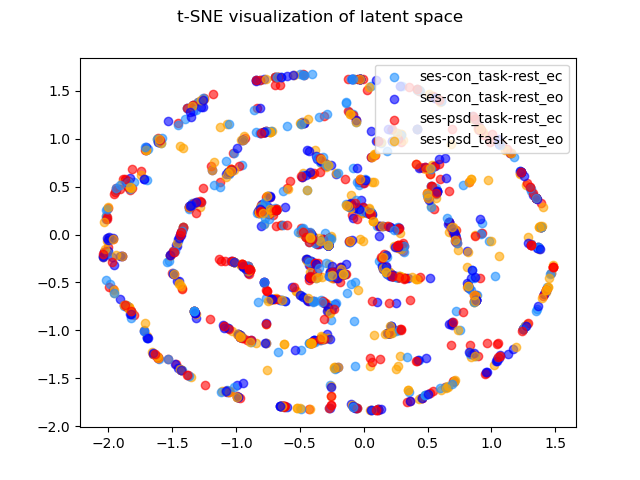 t-SNE visualization of latent space
ses-con_task-rest_ec
ses-con_task-rest_eo
ses-psd_task-rest_ec
ses-psd_task-rest_eo
1.5
1.0
0.5
0.0
−0.5
−1.0
−1.5
−2.0
−2.0 −1.5 −1.0 −0.5 0.0 0.5 1.0 1.5